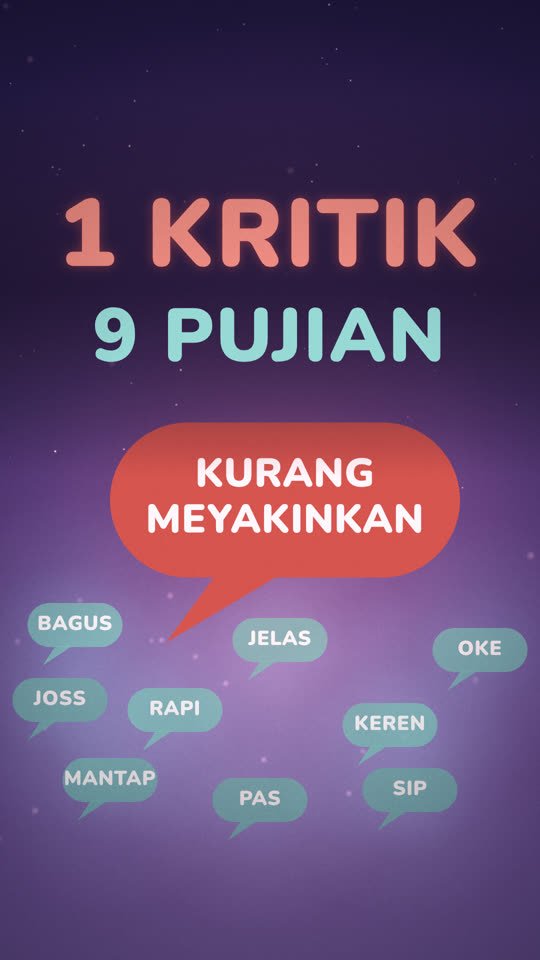 1 KRITIK
9 PUJIAN
KURANG
MEYAKINKAN
BAGUS
JELAS
OKE
JOSS
RAPI
KEREN
MANTAP
PAS
SIP